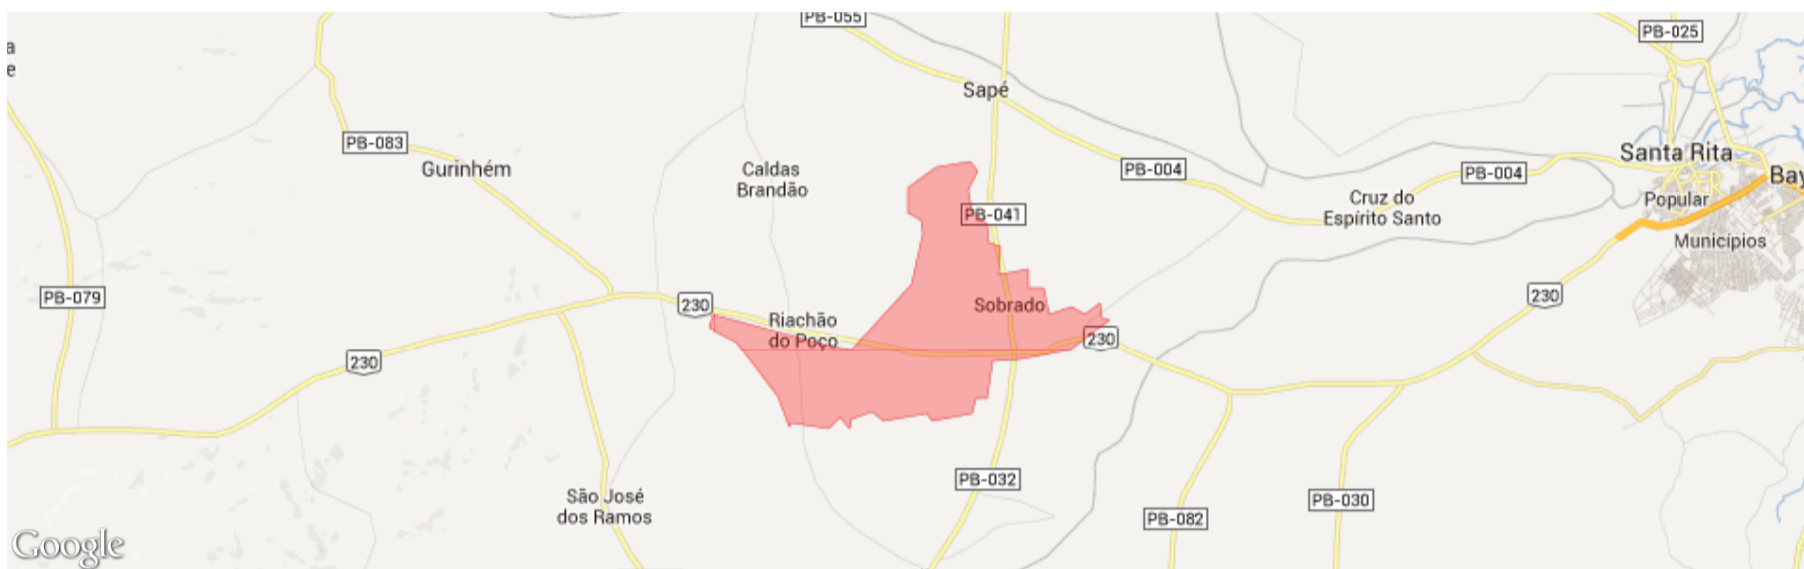 PB-055
PB-025
a
e
Sapé
PB-083
Gurinhém
Caldas
Brandão
PB-004
PB-004
Santa Rita
Bay
Popular
Cruz do
Espírito Santo
PB-041
Municípios
PB-079
230
Riachão
do Poço
Sobrado
230
230
230
São José
dos Ramos
PB-032
PB-082
PB-030
Google